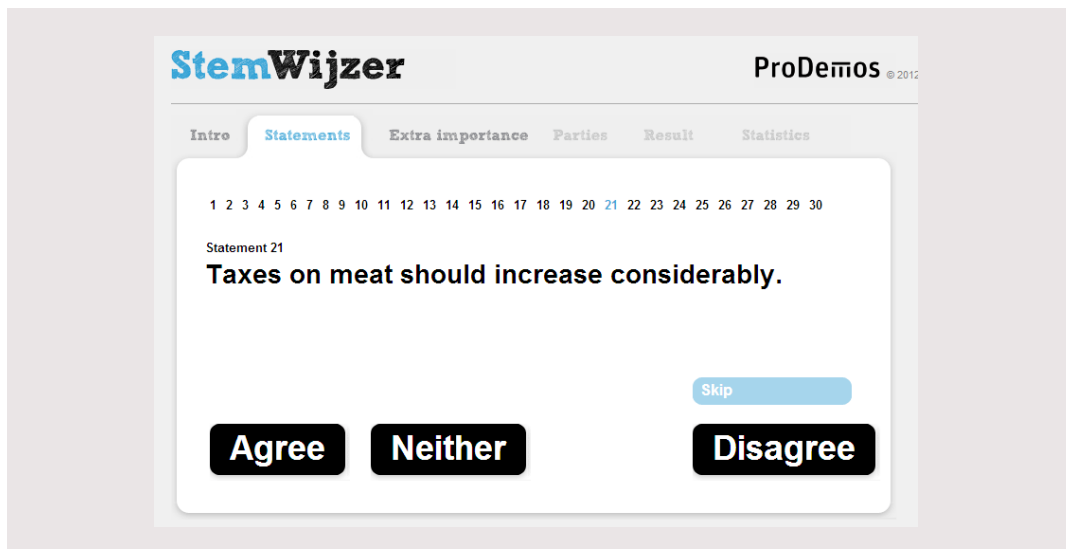 StemWijzer
ProDemos © 2012
Intro Statements Extra importance Parties Result Statistics
1 2 3 4 5 6 7 8 9 10 11 12 13 14 15 16 17 18 19 20 21 22 23 24 25 26 27 28 29 30
Statement 21
Taxes on meat should increase considerably.
Skip
Agree Neither Disagree